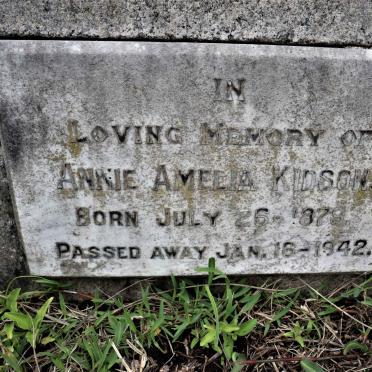 IN
LOVING MEMORY OF
ANNIE AMELIA KIDSON.
BORN JULY 26. 1879.
PASSED AWAY JAN. 16-1942.